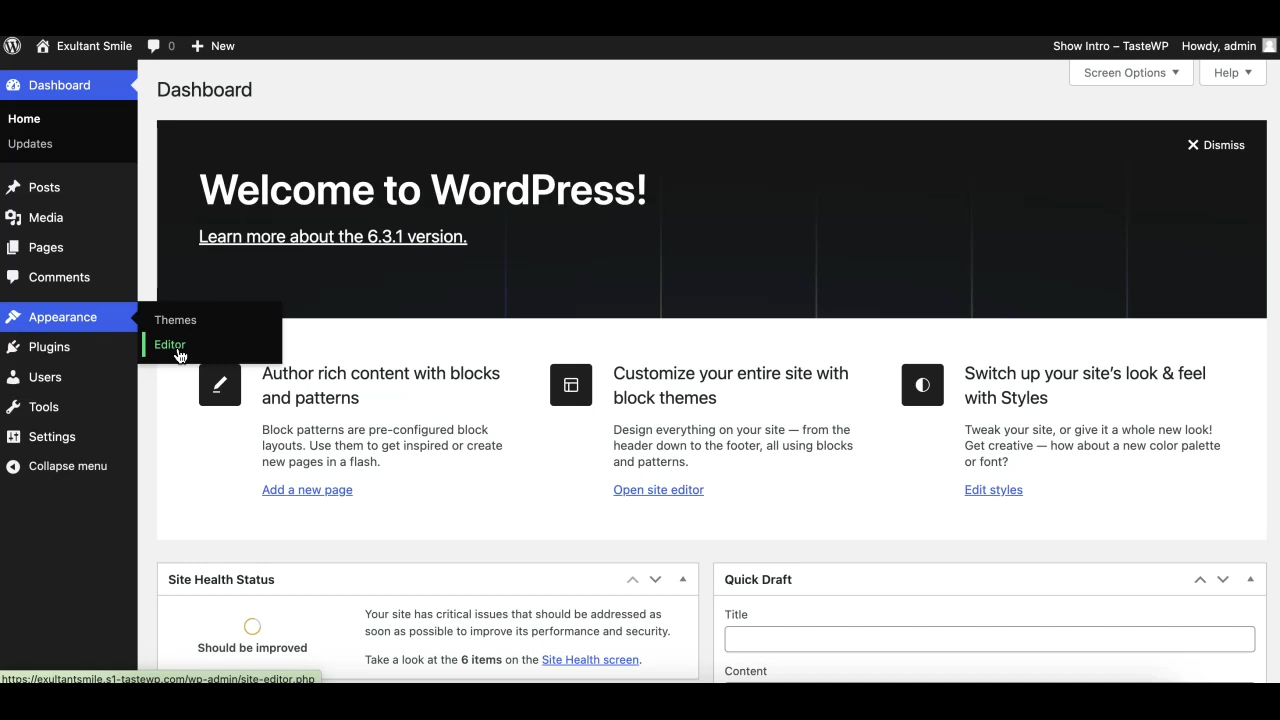 Exultant Smile 0 New Show Intro – TasteWP Howdy, admin
Screen Options Help
Dashboard
Home
Updates
Posts
Media
Pages
Comments
Appearance
Themes
Editor
Plugins
Users
Tools
Settings
Collapse menu
Dashboard
Dismiss
Welcome to WordPress!
Learn more about the 6.3.1 version.
Author rich content with blocks
and patterns
Block patterns are pre-configured block
layouts. Use them to get inspired or create
new pages in a flash.
Add a new page
Customize your entire site with
block themes
Design everything on your site — from the
header down to the footer, all using blocks
and patterns.
Open site editor
Switch up your site's look & feel
with Styles
Tweak your site, or give it a whole new look!
Get creative — how about a new color palette
or font?
Edit styles
Site Health Status
Should be improved
Your site has critical issues that should be addressed as
soon as possible to improve its performance and security.
Take a look at the 6 items on the Site Health screen.
Quick Draft
Title
Content
https://exultantsmile.s1-tastewp.com/wp-admin/site-editor.php